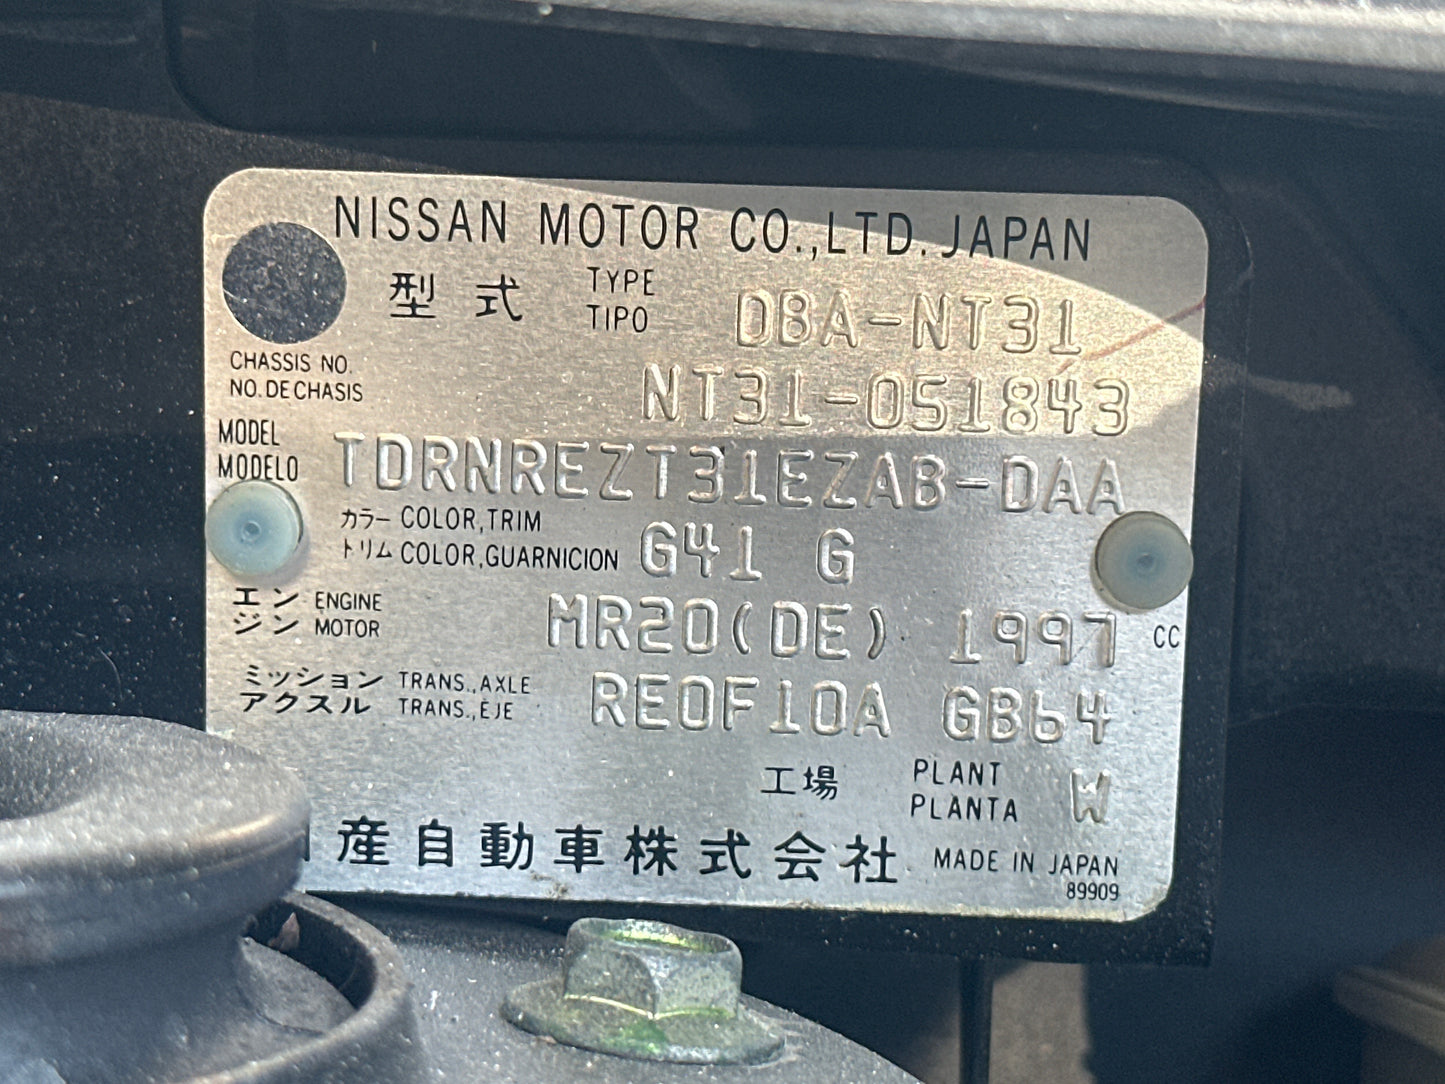 NISSAN MOTOR CO.,LTD. JAPAN
型式 TYPE TIPO DBA-NT31
CHASSIS NO. NO. DE CHASIS NT31-051843
MODEL MODELO TDRNREZT31EZAB-DAA
カラー COLOR,TRIM
トリム COLOR,GUARNICION G41 G
エンジン ENGINE MOTOR MR20(DE) 1997 CC
ミッション TRANS.,AXLE
アクスル TRANS.,EJE RE0F10A GB64
工場 PLANT PLANTA W
産自動車株式会社 MADE IN JAPAN
89909